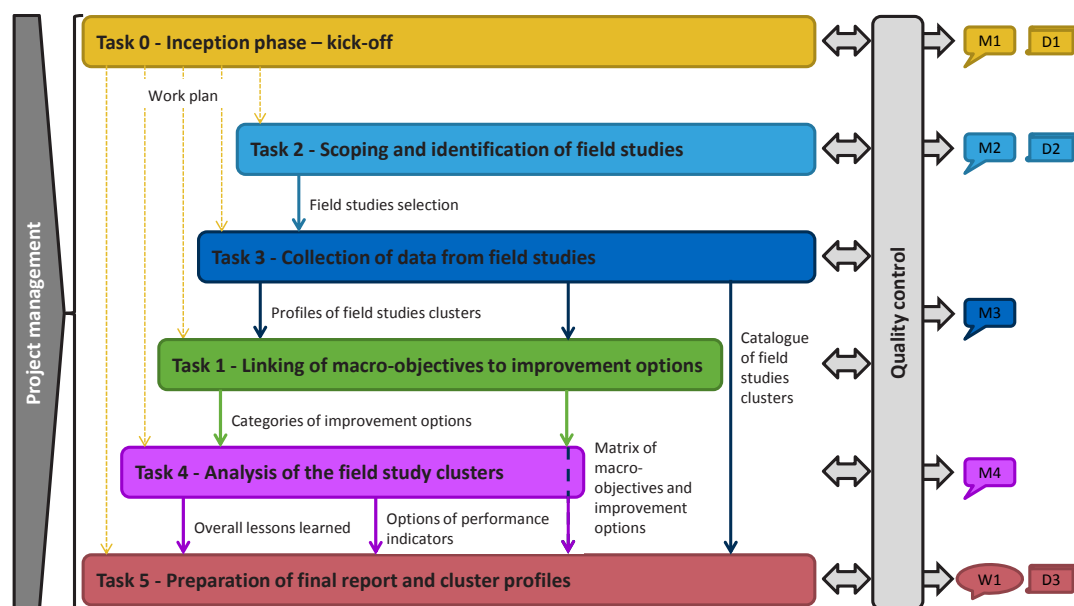 Task 0 - Inception phase – kick-off
M1
D1
Work plan
Task 2 - Scoping and identification of field studies
M2
D2
Field studies selection
Project management
Task 3 - Collection of data from field studies
Quality control
Profiles of field studies clusters
M3
Catalogue
of field
studies
clusters
Task 1 - Linking of macro-objectives to improvement options
Categories of improvement options
Matrix of
macro-
objectives and
improvement
options
Task 4 - Analysis of the field study clusters
M4
Overall lessons learned
Options of performance
indicators
Task 5 - Preparation of final report and cluster profiles
W1
D3